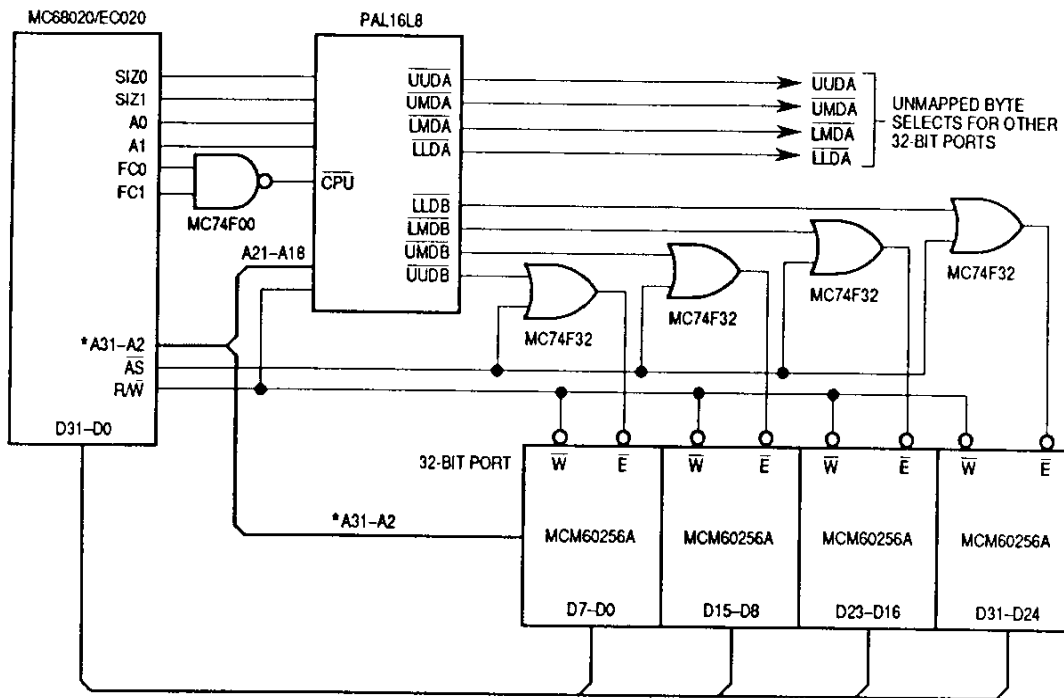 MC68020/EC020
PAL16L8
SIZ0
SIZ1
A0
A1
FC0
FC1
MC74F00
CPU
UUDA
UMDA
LMDA
LLDA
UUDA
UMDA
LMDA
LLDA
UNMAPPED BYTE
SELECTS FOR OTHER
32-BIT PORTS
LLDB
LMDB
UMDB
UUDB
A21–A18
MC74F32
MC74F32
MC74F32
MC74F32
*A31–A2
AS
R/W
D31–D0
32-BIT PORT
W
E
W
E
W
E
W
E
*A31–A2
MCM60256A
MCM60256A
MCM60256A
MCM60256A
D7–D0
D15–D8
D23–D16
D31–D24